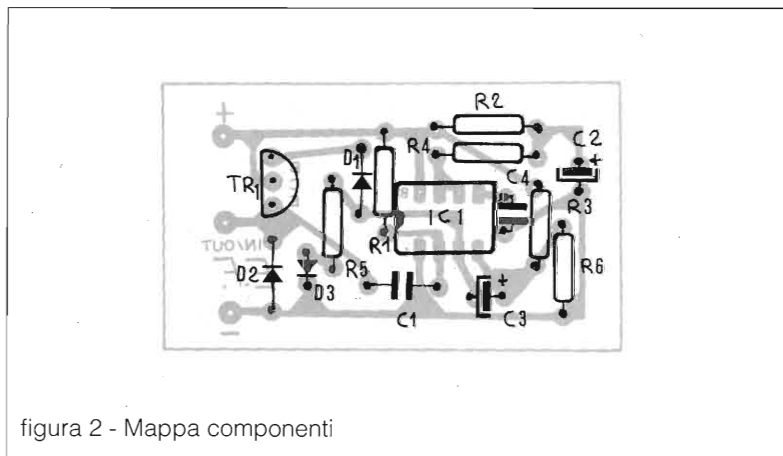 +
R2
C2
+
D1
R4
TR1
C4
IC1
R3
R1
IN/OUT
R5
R6
D2
D3
+
C1
C3
-
figura 2 - Mappa componenti